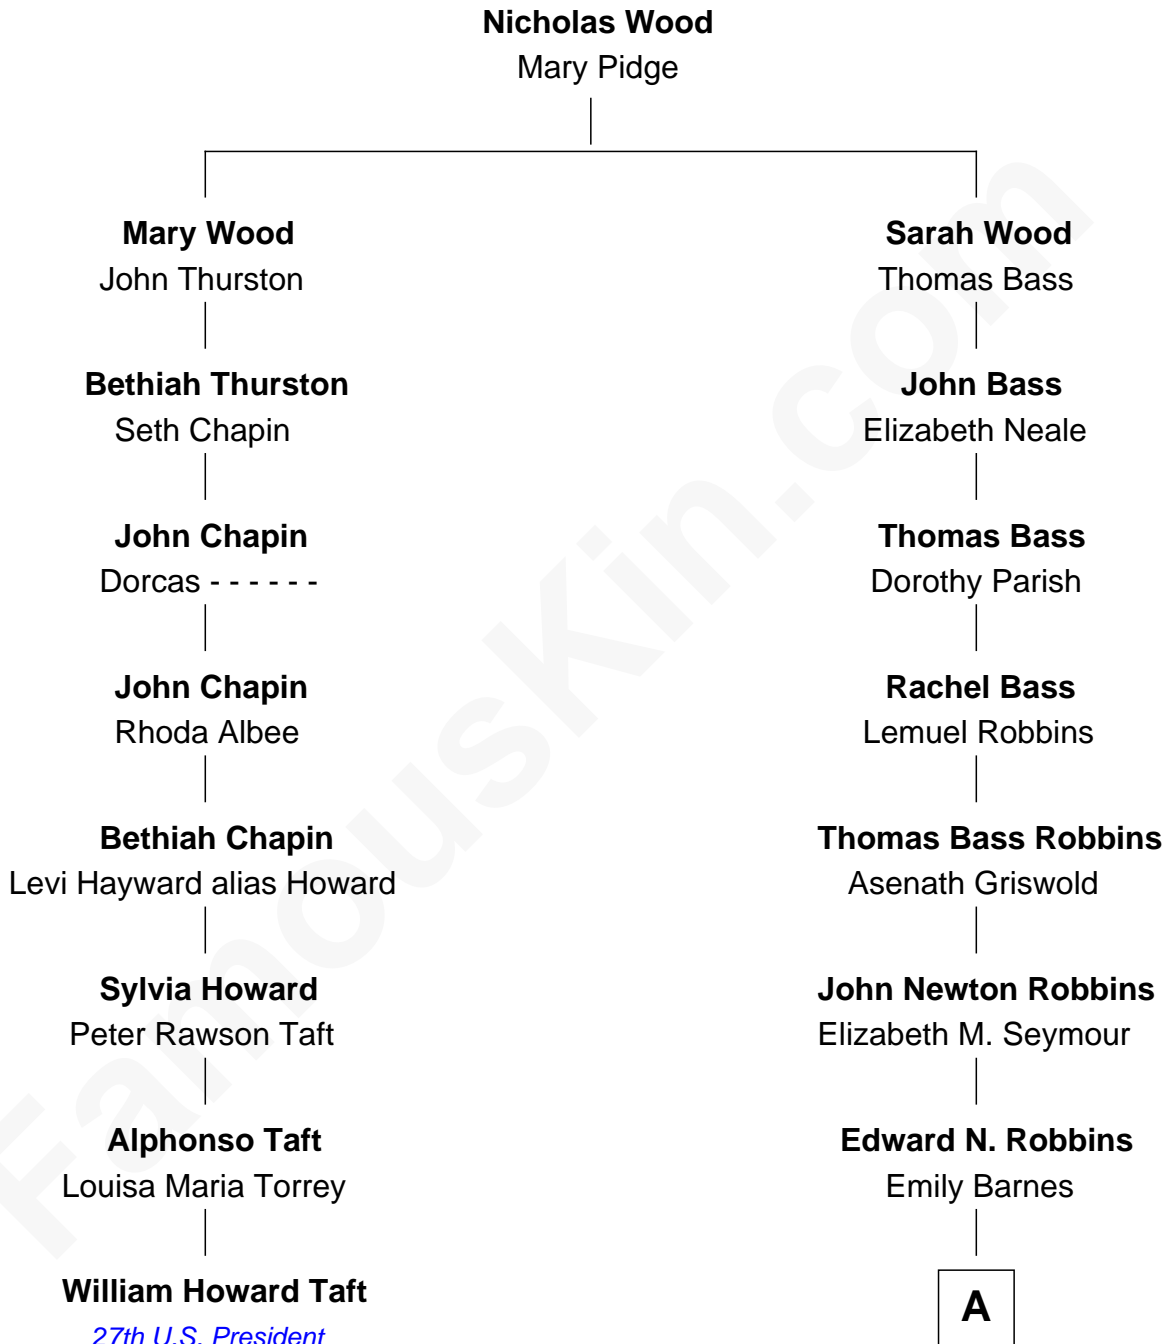 Nicholas Wood
Mary Pidge
Mary Wood
John Thurston
Sarah Wood
Thomas Bass
Bethiah Thurston
Seth Chapin
John Bass
Elizabeth Neale
John Chapin
Dorcas - - - - - -
Thomas Bass
Dorothy Parish
John Chapin
Rhoda Albee
Rachel Bass
Lemuel Robbins
Bethiah Chapin
Levi Hayward alias Howard
Thomas Bass Robbins
Asenath Griswold
Sylvia Howard
Peter Rawson Taft
John Newton Robbins
Elizabeth M. Seymour
Alphonso Taft
Louisa Maria Torrey
Edward N. Robbins
Emily Barnes
William Howard Taft
27th U.S. President
A
FamousKin.com